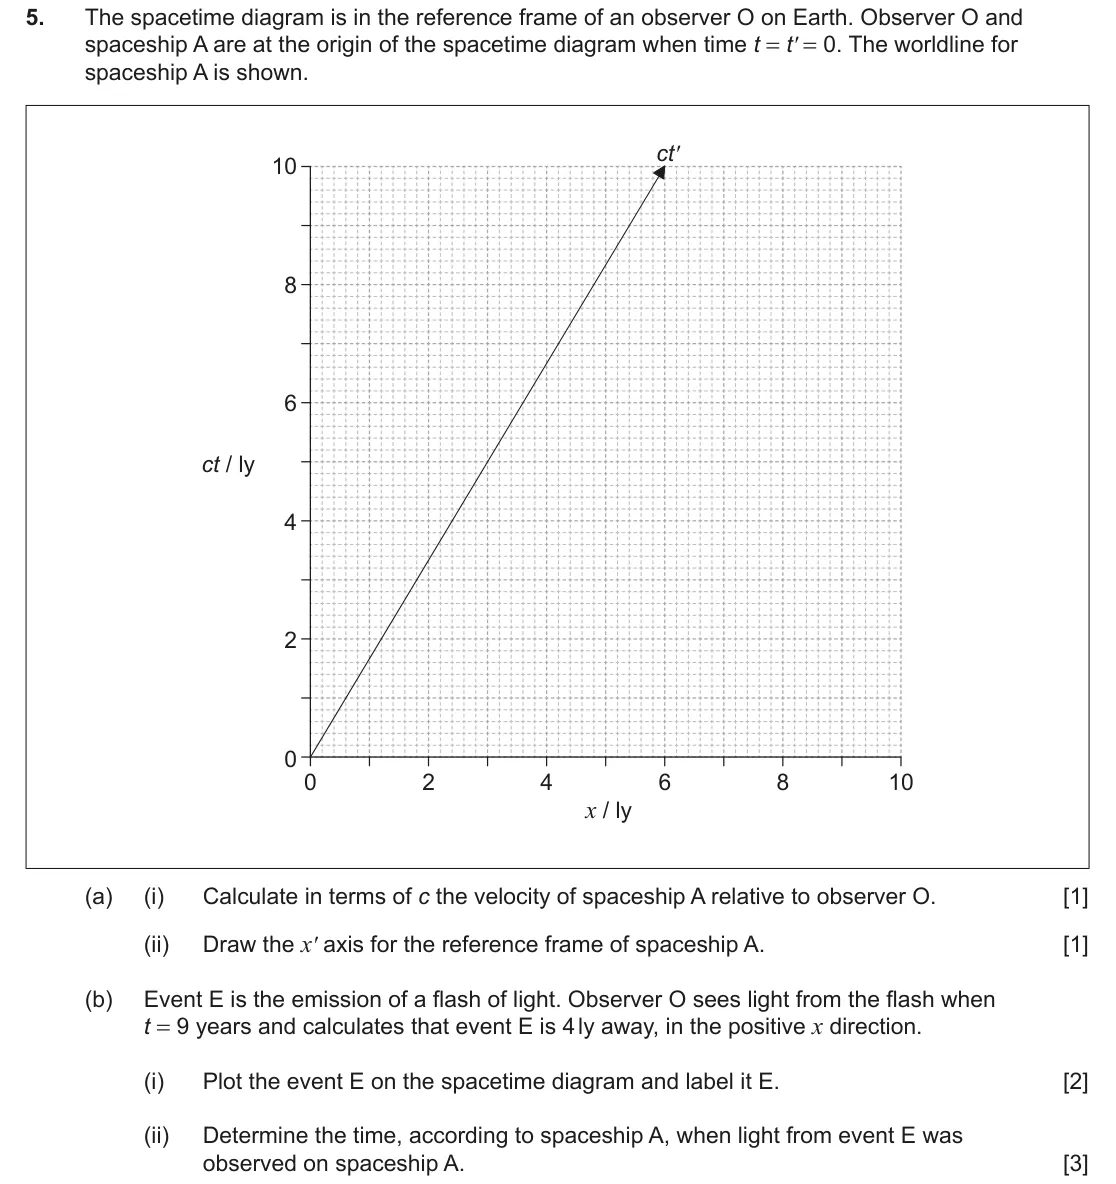 5. The spacetime diagram is in the reference frame of an observer O on Earth. Observer O and
spaceship A are at the origin of the spacetime diagram when time t = t′ = 0. The worldline for
spaceship A is shown.
ct′
10
8
6
ct / ly
4
2
0
0 2 4 6 8 10
x / ly
(a) (i) Calculate in terms of c the velocity of spaceship A relative to observer O. [1]
(ii) Draw the x′ axis for the reference frame of spaceship A. [1]
(b) Event E is the emission of a flash of light. Observer O sees light from the flash when
t = 9 years and calculates that event E is 4 ly away, in the positive x direction.
(i) Plot the event E on the spacetime diagram and label it E. [2]
(ii) Determine the time, according to spaceship A, when light from event E was
observed on spaceship A. [3]